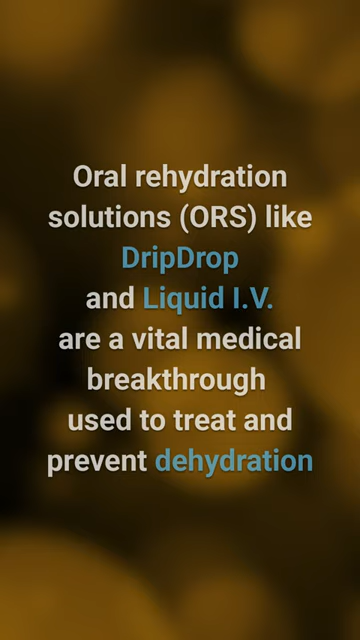 Oral rehydration
solutions (ORS) like
DripDrop
and Liquid I.V.
are a vital medical
breakthrough
used to treat and
prevent dehydration